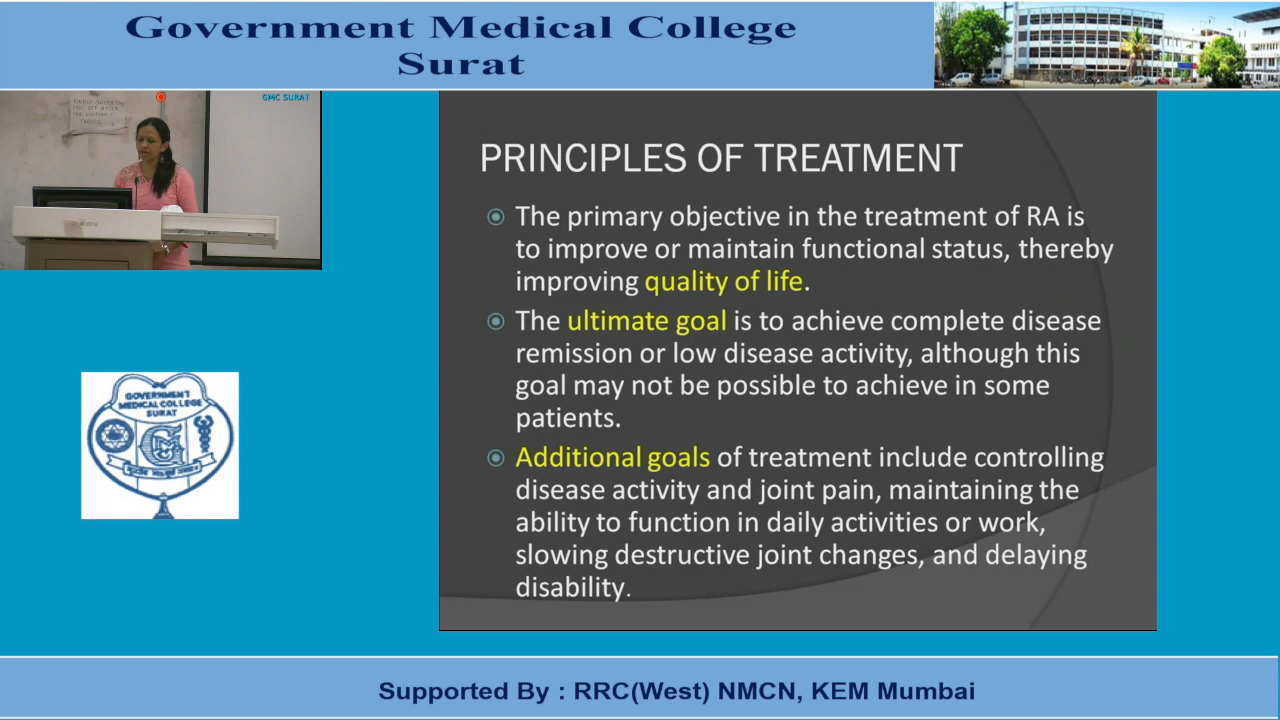 Government Medical College
Surat
GMC SURAT
PRINCIPLES OF TREATMENT
The primary objective in the treatment of RA is
to improve or maintain functional status, thereby
improving quality of life.
The ultimate goal is to achieve complete disease
remission or low disease activity, although this
goal may not be possible to achieve in some
patients.
Additional goals of treatment include controlling
disease activity and joint pain, maintaining the
ability to function in daily activities or work,
slowing destructive joint changes, and delaying
disability.
GOVERNMENT
MEDICAL COLLEGE
SURAT
Supported By : RRC(West) NMCN, KEM Mumbai